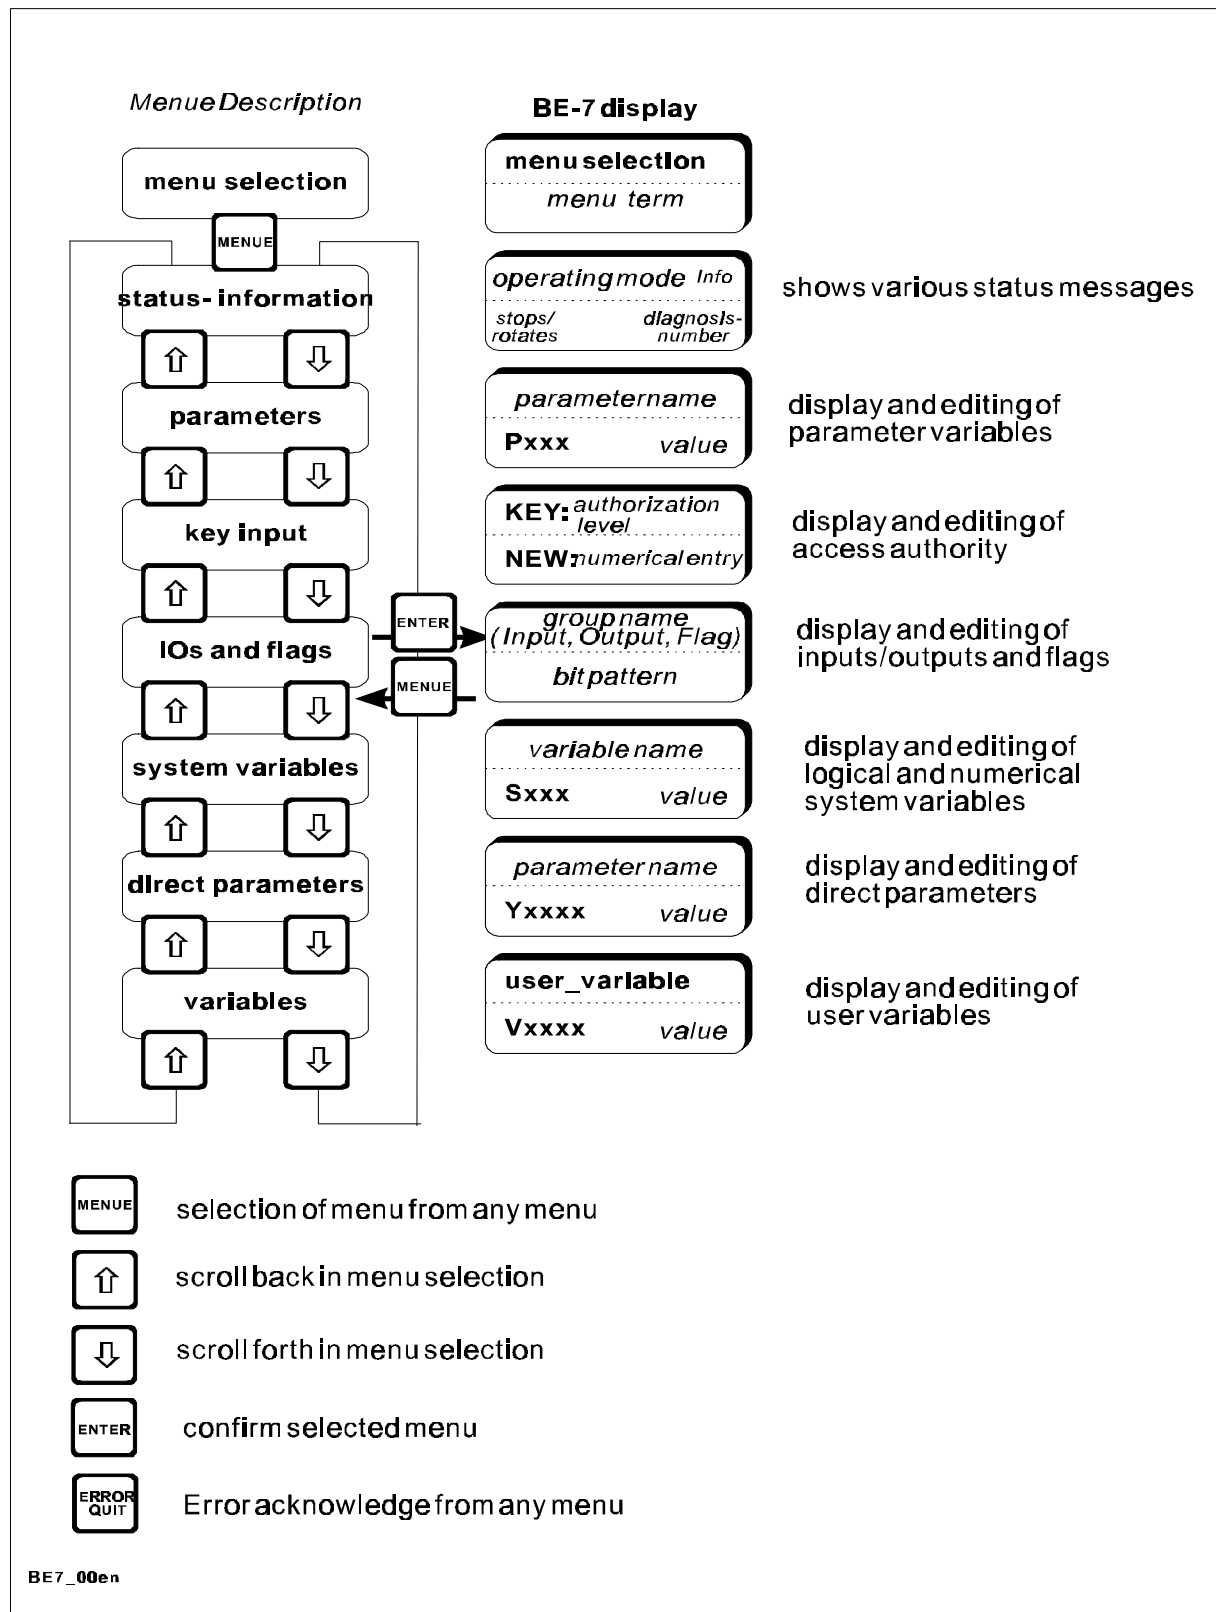 Menue Description
BE-7 display
menu selection
menu selection
menu term
MENUE
status-information
operating mode Info
stops/
rotates
diagnosis-
number
shows various status messages
⇧ ⇩
parameters
parameter name
Pxxx value
display and editing of
parameter variables
⇧ ⇩
key input
KEY: authorization
level
NEW: numerical entry
display and editing of
access authority
⇧ ⇩
IOs and flags
ENTER
MENUE
group name
(Input, Output, Flag)
bit pattern
display and editing of
inputs/outputs and flags
⇧ ⇩
system variables
variable name
Sxxx value
display and editing of
logical and numerical
system variables
⇧ ⇩
direct parameters
parameter name
Yxxxx value
display and editing of
direct parameters
⇧ ⇩
variables
user_variable
Vxxxx value
display and editing of
user variables
⇧ ⇩
MENUE selection of menu from any menu
⇧ scroll back in menu selection
⇩ scroll forth in menu selection
ENTER confirm selected menu
ERROR
QUIT
Error acknowledge from any menu
BE7_00en